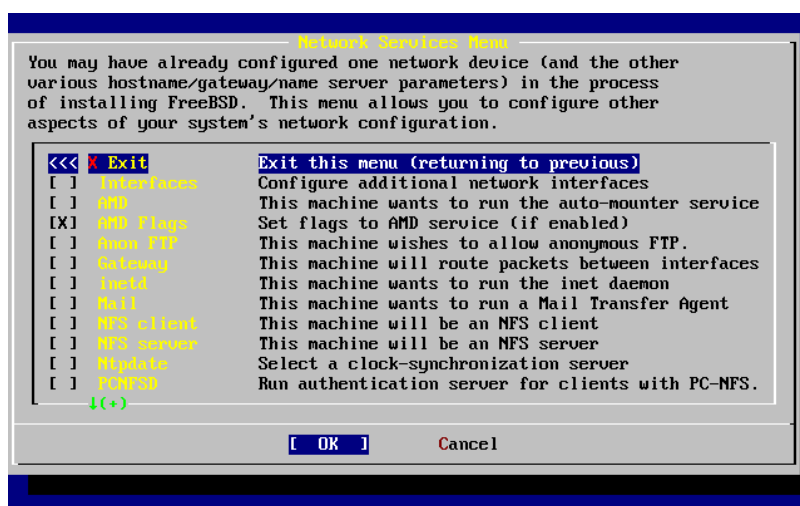 Network Services Menu
You may have already configured one network device (and the other
various hostname/gateway/name server parameters) in the process
of installing FreeBSD.  This menu allows you to configure other
aspects of your system's network configuration.
<<< X Exit Exit this menu (returning to previous)
[ ] Interfaces Configure additional network interfaces
[ ] AMD This machine wants to run the auto-mounter service
[X] AMD Flags Set flags to AMD service (if enabled)
[ ] Anon FTP This machine wishes to allow anonymous FTP.
[ ] Gateway This machine will route packets between interfaces
[ ] inetd This machine wants to run the inet daemon
[ ] Mail This machine wants to run a Mail Transfer Agent
[ ] NFS client This machine will be an NFS client
[ ] NFS server This machine will be an NFS server
[ ] Ntpdate Select a clock-synchronization server
[ ] PCNFSD Run authentication server for clients with PC-NFS.
↓(+)
[ OK ] Cancel